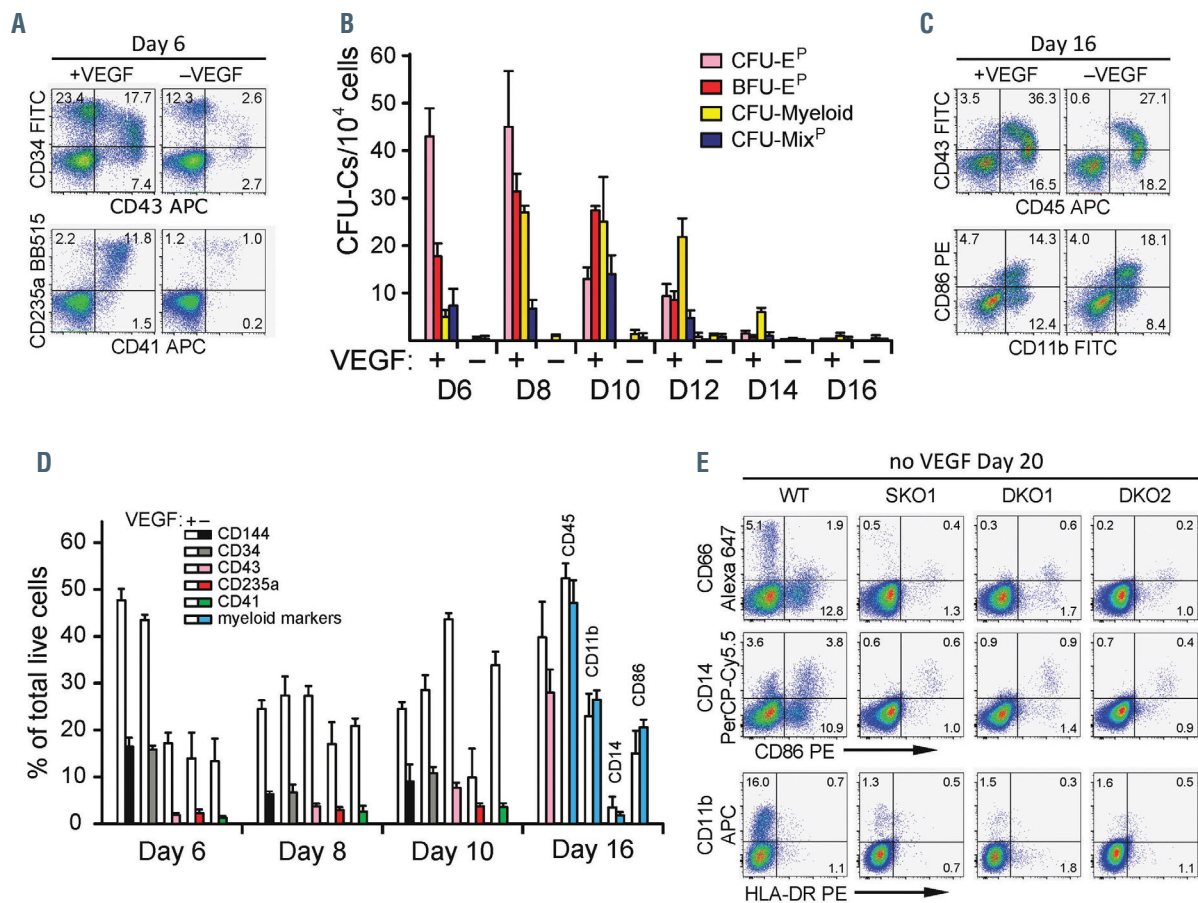 A
Day 6
+VEGF –VEGF
23.4 17.7 12.3 2.6
CD34 FITC
7.4 2.7
CD43 APC
2.2 11.8 1.2 1.0
CD235a BB515
1.5 0.2
CD41 APC
B
CFU-Cs/10⁴ cells
60
50
40
30
20
10
CFU-Eᴾ
BFU-Eᴾ
CFU-Myeloid
CFU-Mixᴾ
VEGF: + – + – + – + – + – + –
D6 D8 D10 D12 D14 D16
C
Day 16
+VEGF –VEGF
3.5 36.3 0.6 27.1
CD43 FITC
16.5 18.2
CD45 APC
4.7 14.3 4.0 18.1
CD86 PE
12.4 8.4
CD11b FITC
D
% of total live cells
60
50
40
30
20
10
0
VEGF: + –
CD144
CD34
CD43
CD235a
CD41
myeloid markers
CD45
CD11b
CD14
CD86
Day 6 Day 8 Day 10 Day 16
E
no VEGF Day 20
WT SKO1 DKO1 DKO2
CD66
Alexa 647
5.1 1.9 0.5 0.4 0.3 0.6 0.2 0.2
12.8 1.3 1.7 1.0
CD14
PerCP-Cy5.5
3.6 3.8 0.6 0.6 0.9 0.9 0.7 0.4
10.9 1.0 1.4 0.9
CD86 PE
CD11b
APC
16.0 0.7 1.3 0.5 1.5 0.3 1.6 0.5
1.1 0.7 1.8 1.1
HLA-DR PE